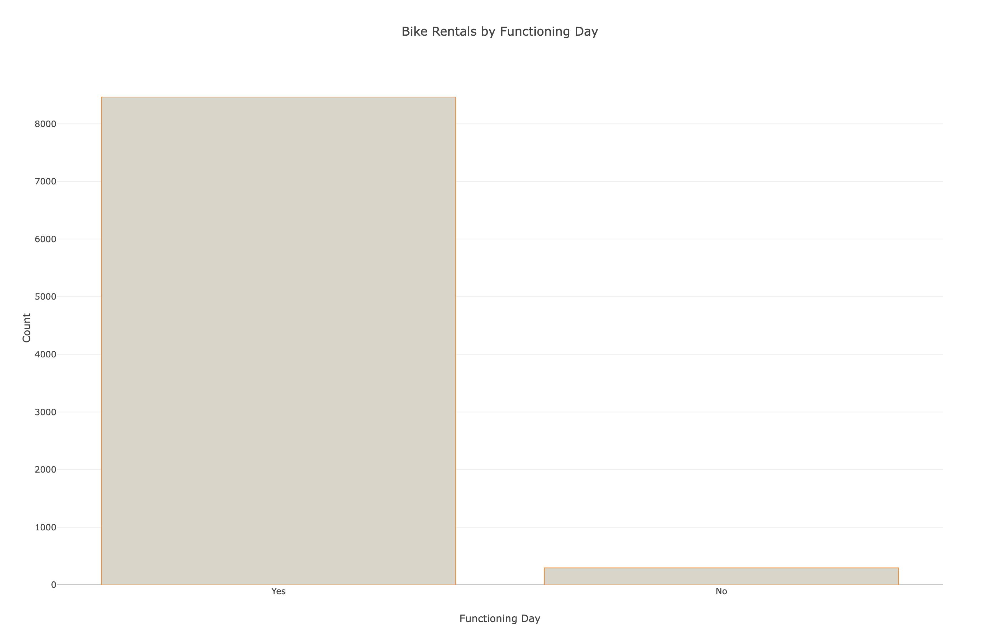 Bike Rentals by Functioning Day
8000
7000
6000
5000
4000
3000
2000
1000
0
Count
Yes
No
Functioning Day